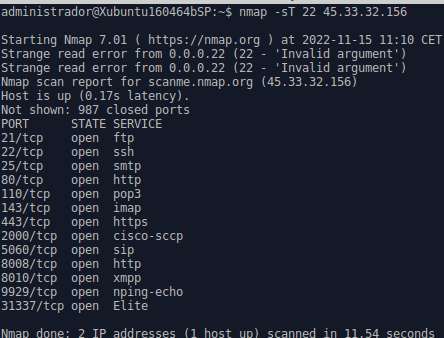 administrador@Xubuntu160464bSP:~$ nmap -sT 22 45.33.32.156
Starting Nmap 7.01 ( https://nmap.org ) at 2022-11-15 11:10 CET
Strange read error from 0.0.0.22 (22 - 'Invalid argument')
Strange read error from 0.0.0.22 (22 - 'Invalid argument')
Nmap scan report for scanme.nmap.org (45.33.32.156)
Host is up (0.17s latency).
Not shown: 987 closed ports
PORT      STATE SERVICE
21/tcp    open  ftp
22/tcp    open  ssh
25/tcp    open  smtp
80/tcp    open  http
110/tcp   open  pop3
143/tcp   open  imap
443/tcp   open  https
2000/tcp  open  cisco-sccp
5060/tcp  open  sip
8008/tcp  open  http
8010/tcp  open  xmpp
9929/tcp  open  nping-echo
31337/tcp open  Elite
Nmap done: 2 IP addresses (1 host up) scanned in 11.54 seconds